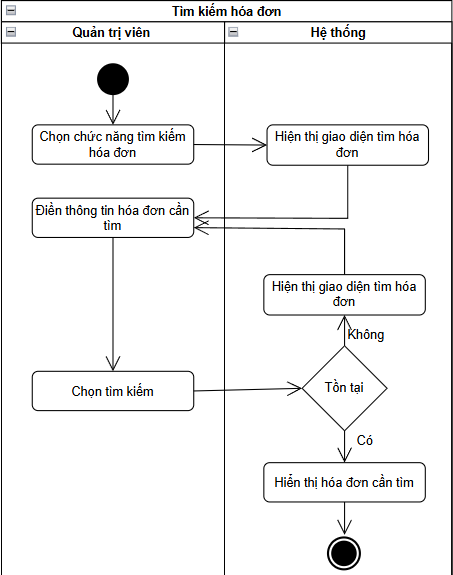 Tìm kiếm hóa đơn
Quản trị viên
Hệ thống
Chọn chức năng tìm kiếm
hóa đơn
Hiện thị giao diện tìm hóa
đơn
Điền thông tin hóa đơn cần
tìm
Hiện thị giao diện tìm hóa
đơn
Không
Chọn tìm kiếm
Tồn tại
Có
Hiển thị hóa đơn cần tìm